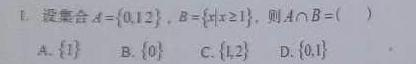 1. 设集合 A={0,1 2}, B={x|x≥1}, 则 A∩B=( )
A. {1} B. {0} C. {1,2} D. {0,1}